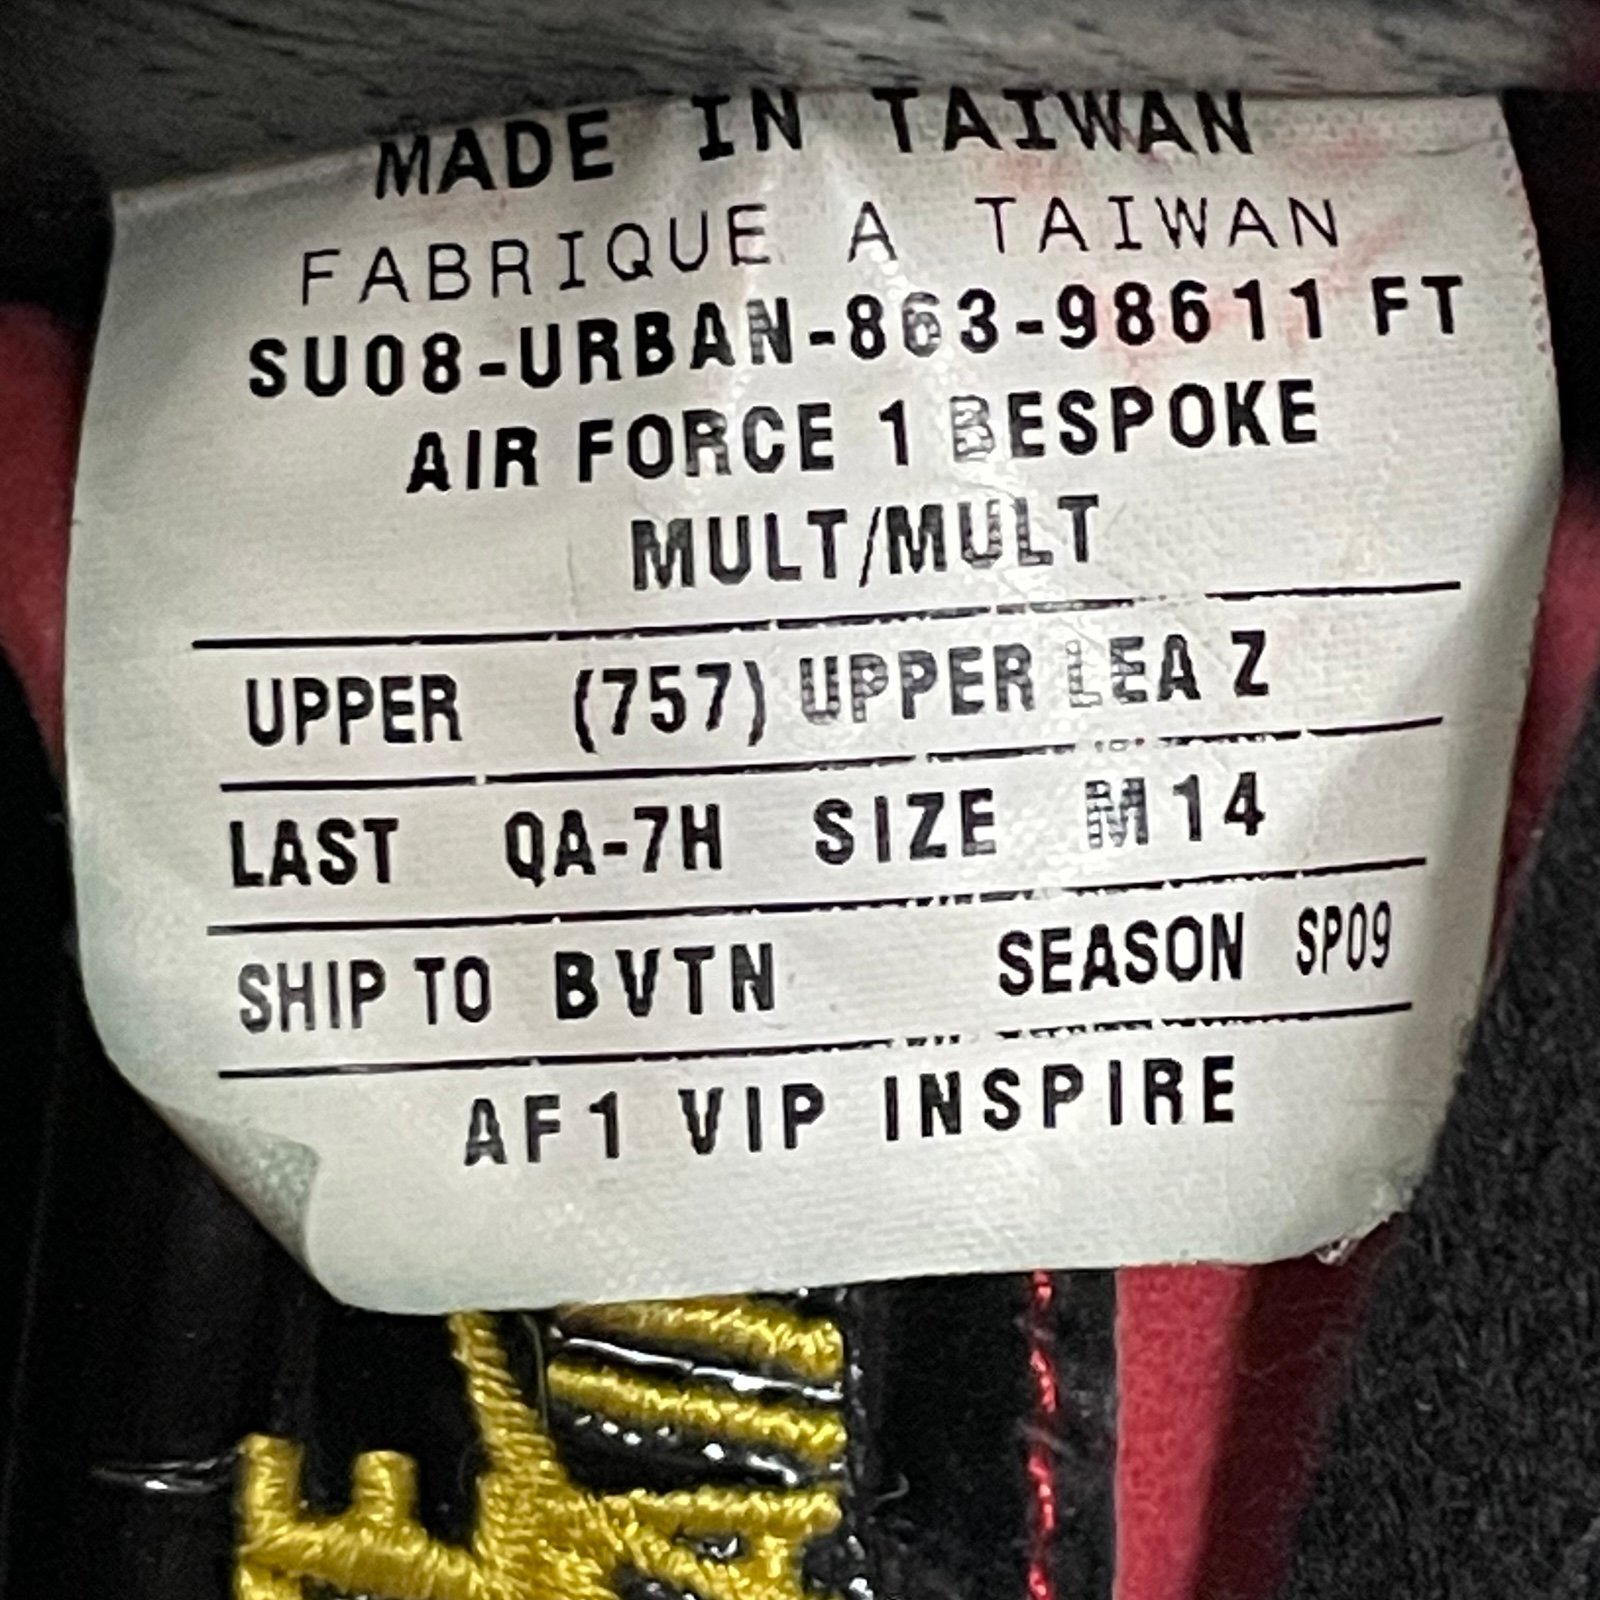 MADE IN TAIWAN
FABRIQUE A TAIWAN
SU08-URBAN-863-98611 FT
AIR FORCE 1 BESPOKE
MULT/MULT
UPPER (757) UPPER LEA Z
LAST QA-7H SIZE M 14
SHIP TO BVTN SEASON SP09
AF1 VIP INSPIRE